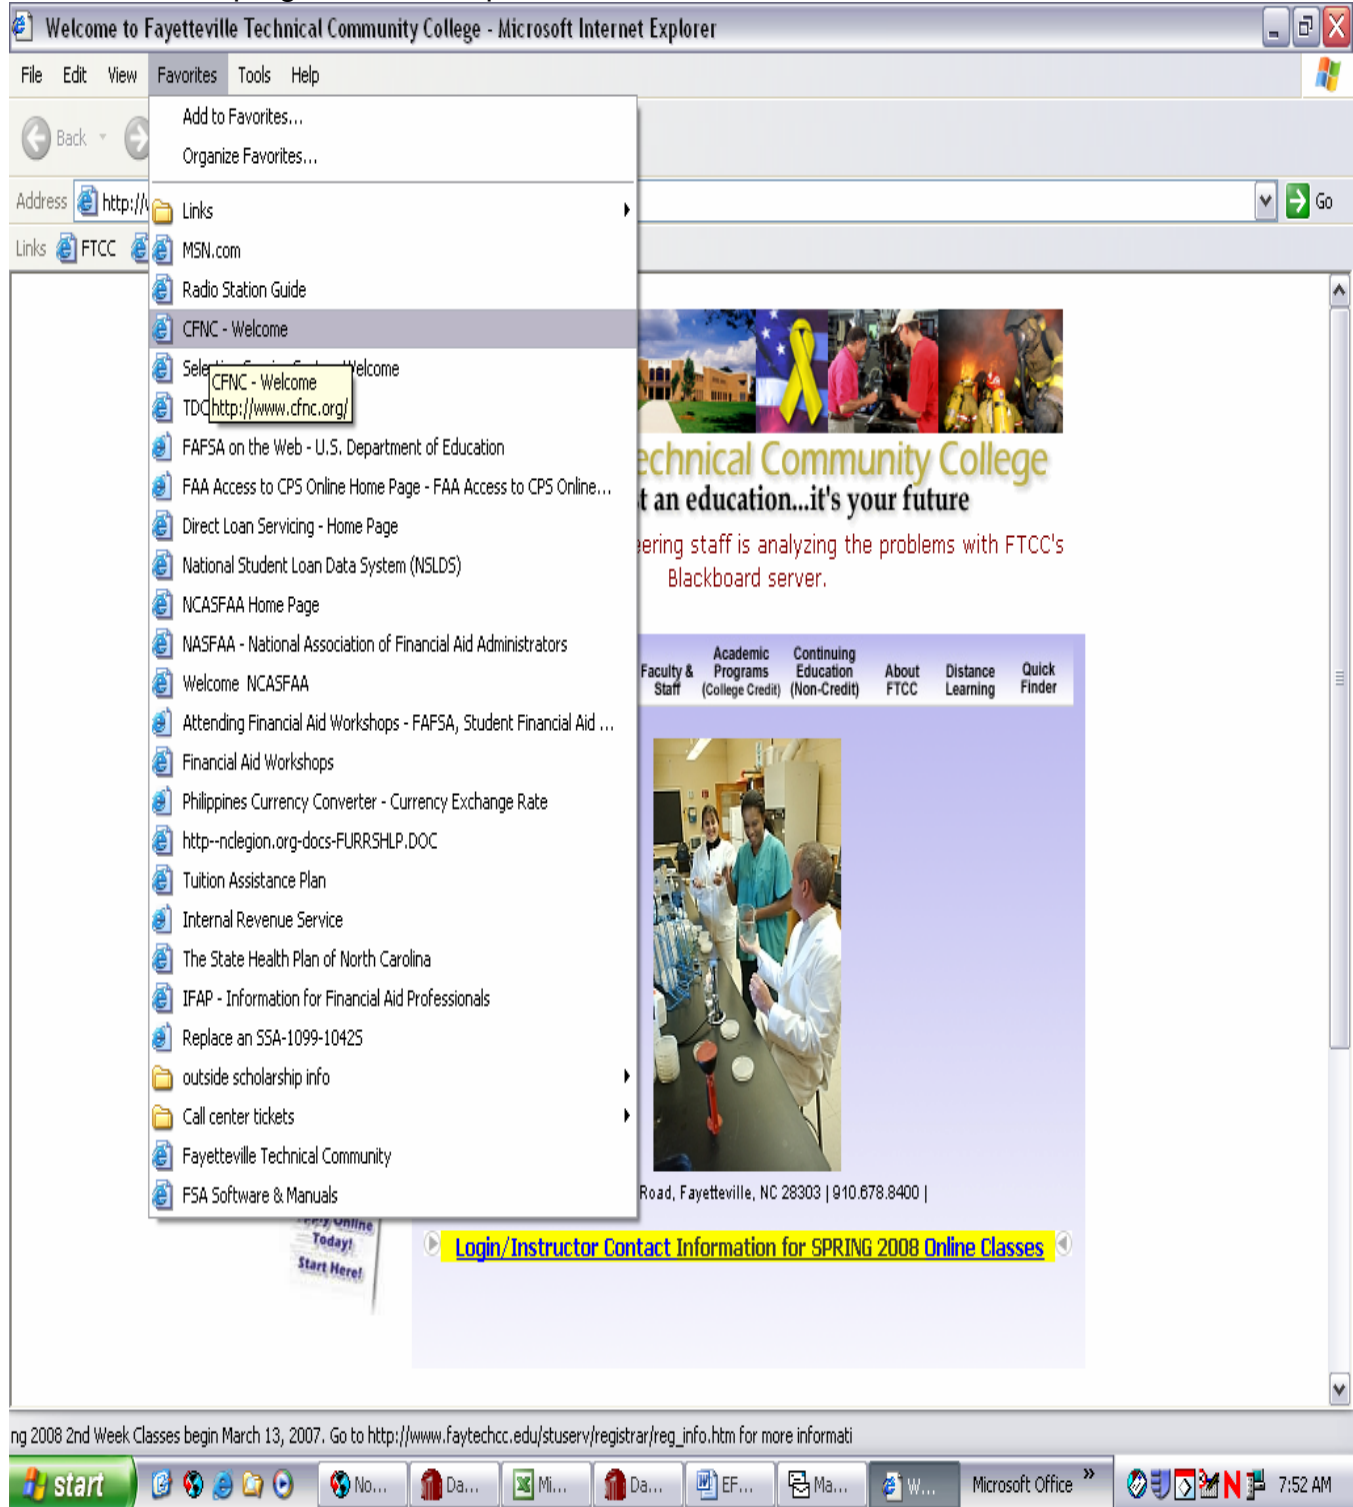 Welcome to Fayetteville Technical Community College - Microsoft Internet Explorer
File Edit View Favorites Tools Help
Back
Add to Favorites...
Organize Favorites...
Address http://
Go
Links FTCC
Links
MSN.com
Radio Station Guide
CFNC - Welcome
Welcome
CFNC - Welcome
http://www.cfnc.org/
FAFSA on the Web - U.S. Department of Education
FAA Access to CPS Online Home Page - FAA Access to CPS Online...
Direct Loan Servicing - Home Page
National Student Loan Data System (NSLDS)
NCASFAA Home Page
NASFAA - National Association of Financial Aid Administrators
Welcome NCASFAA
Attending Financial Aid Workshops - FAFSA, Student Financial Aid ...
Financial Aid Workshops
Philippines Currency Converter - Currency Exchange Rate
http--nclegion.org-docs-FURRSHLP.DOC
Tuition Assistance Plan
Internal Revenue Service
The State Health Plan of North Carolina
IFAP - Information for Financial Aid Professionals
Replace an SSA-1099-1042S
outside scholarship info
Call center tickets
Fayetteville Technical Community
FSA Software & Manuals
echnical Community College
t an education...it's your future
eering staff is analyzing the problems with FTCC's
Blackboard server.
Faculty & Staff
Academic Programs (College Credit)
Continuing Education (Non-Credit)
About FTCC
Distance Learning
Quick Finder
Road, Fayetteville, NC 28303 | 910.678.8400 |
Apply Online
Today!
Start Here!
Login/Instructor Contact Information for SPRING 2008 Online Classes
ng 2008 2nd Week Classes begin March 13, 2007. Go to http://www.faytechcc.edu/stuserv/registrar/reg_info.htm for more informati
start No... Da... Mi... Da... EF... Ma... W... Microsoft Office » N 7:52 AM